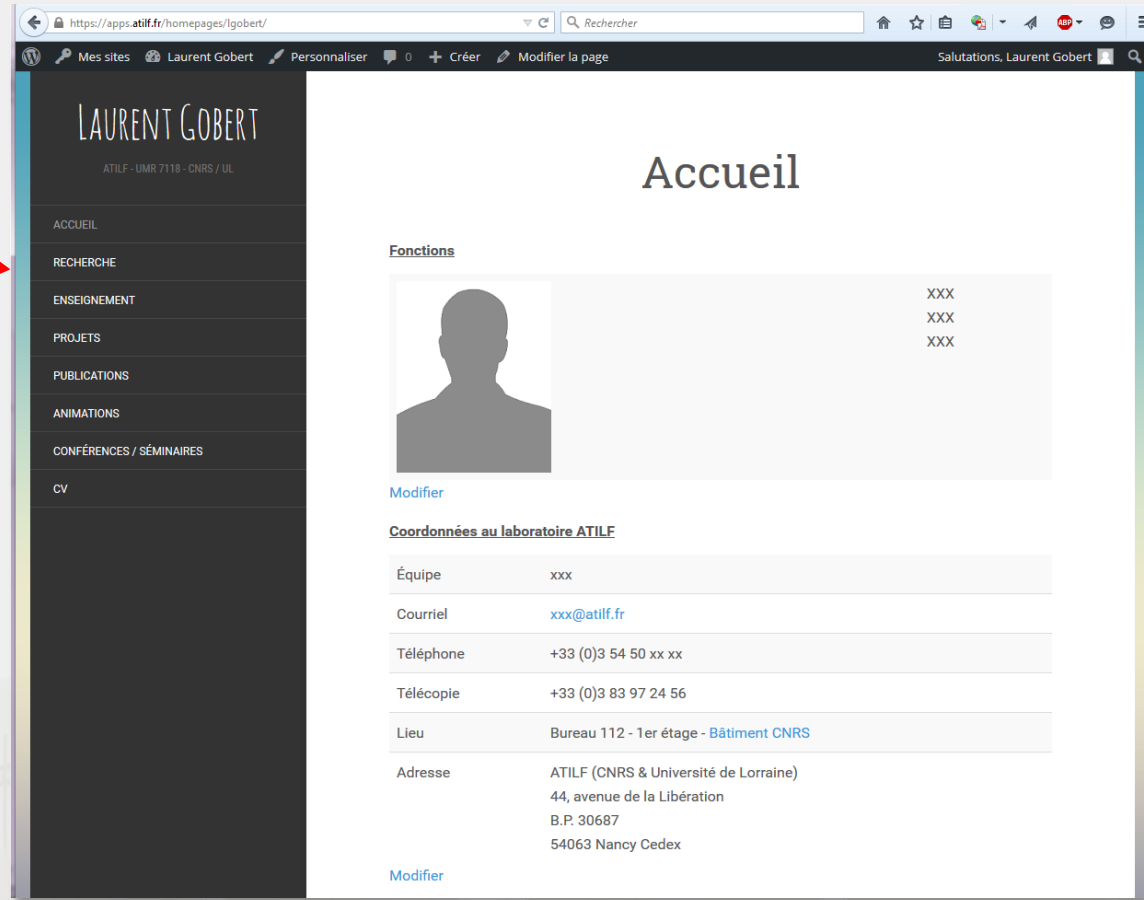 https://apps.atilf.fr/homepages/lgobert/
Rechercher
ABP
Mes sites Laurent Gobert Personnaliser 0 Créer Modifier la page Salutations, Laurent Gobert
LAURENT GOBERT
ATILF - UMR 7118 - CNRS / UL
ACCUEIL
RECHERCHE
ENSEIGNEMENT
PROJETS
PUBLICATIONS
ANIMATIONS
CONFÉRENCES / SÉMINAIRES
CV
Accueil
Fonctions
XXX
XXX
XXX
Modifier
Coordonnées au laboratoire ATILF
Équipe xxx
Courriel xxx@atilf.fr
Téléphone +33 (0)3 54 50 xx xx
Télécopie +33 (0)3 83 97 24 56
Lieu Bureau 112 - 1er étage - Bâtiment CNRS
Adresse ATILF (CNRS & Université de Lorraine)
44, avenue de la Libération
B.P. 30687
54063 Nancy Cedex
Modifier